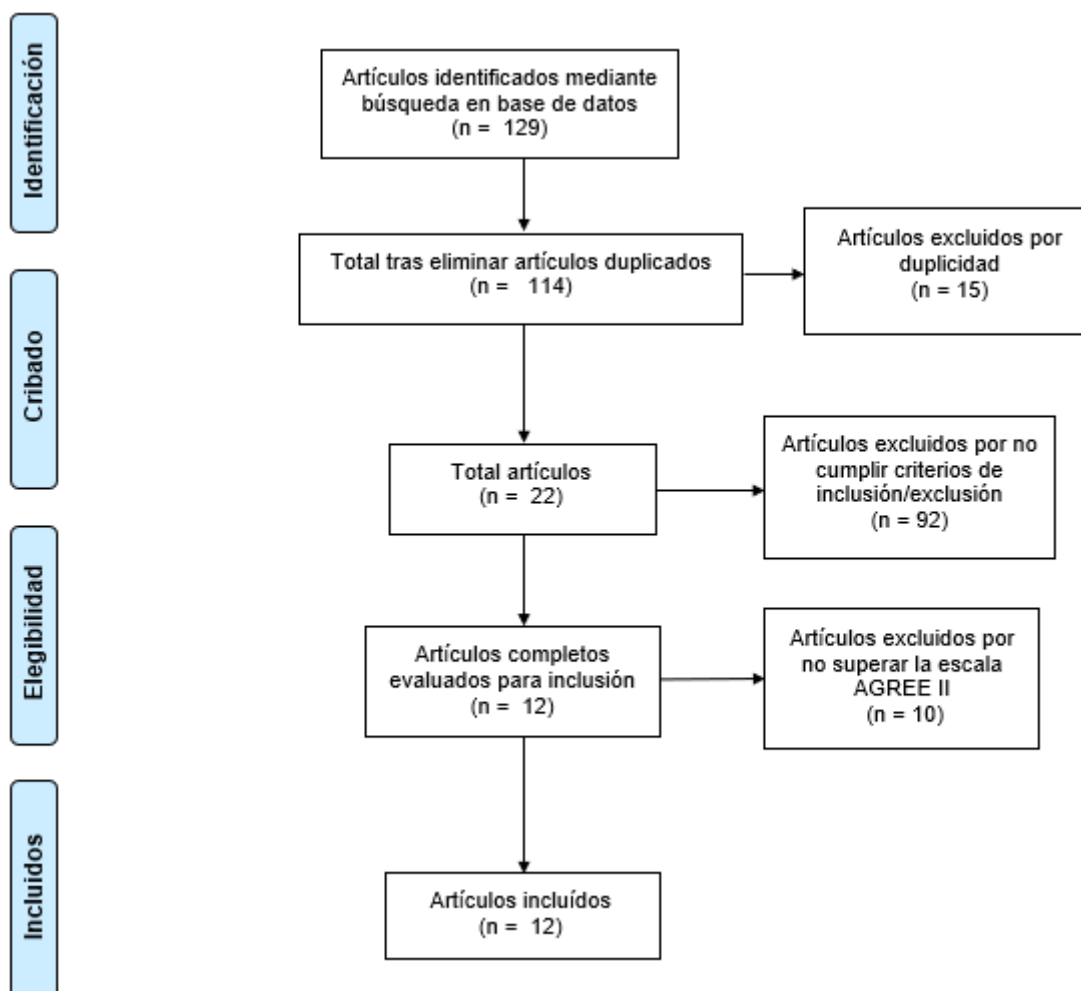 Identificación
Artículos identificados mediante
búsqueda en base de datos
(n = 129)
Total tras eliminar artículos duplicados
(n = 114)
Artículos excluidos por
duplicidad
(n = 15)
Cribado
Total artículos
(n = 22)
Artículos excluidos por no
cumplir criterios de
inclusión/exclusión
(n = 92)
Elegibilidad
Artículos completos
evaluados para inclusión
(n = 12)
Artículos excluidos por
no superar la escala
AGREE II
(n = 10)
Incluidos
Artículos incluídos
(n = 12)